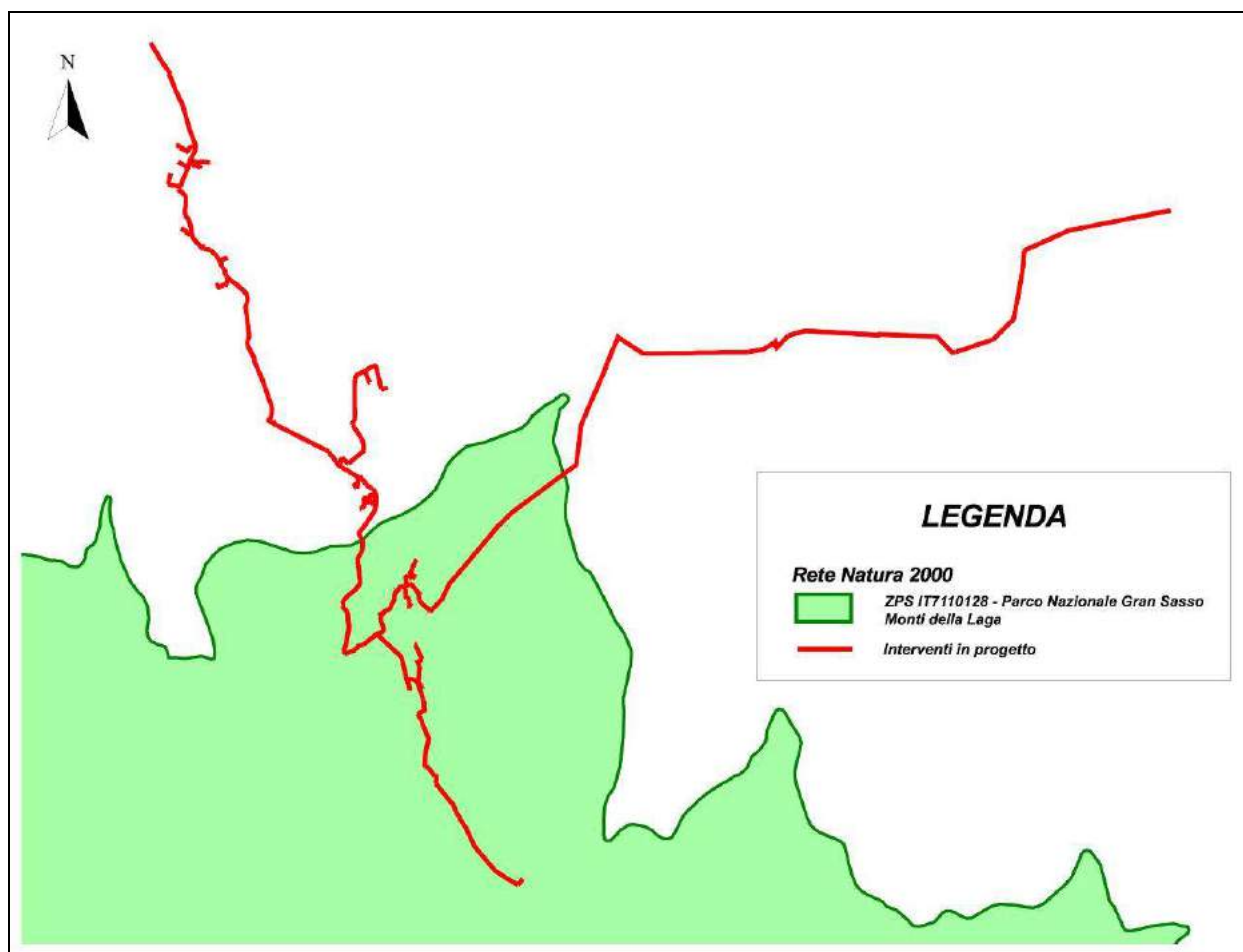 N
LEGENDA
Rete Natura 2000
ZPS IT7110128 - Parco Nazionale Gran Sasso
Monti della Laga
Interventi in progetto